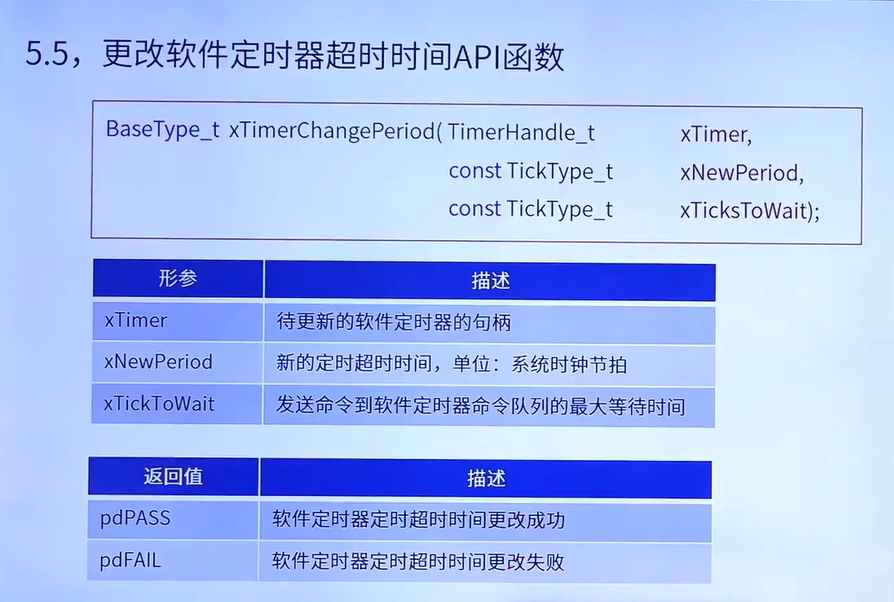 5.5，更改软件定时器超时时间API函数
BaseType_t xTimerChangePeriod( TimerHandle_t xTimer,
const TickType_t xNewPeriod,
const TickType_t xTicksToWait);
形参 描述
xTimer 待更新的软件定时器的句柄
xNewPeriod 新的定时超时时间，单位：系统时钟节拍
xTickToWait 发送命令到软件定时器命令队列的最大等待时间
返回值 描述
pdPASS 软件定时器定时超时时间更改成功
pdFAIL 软件定时器定时超时时间更改失败